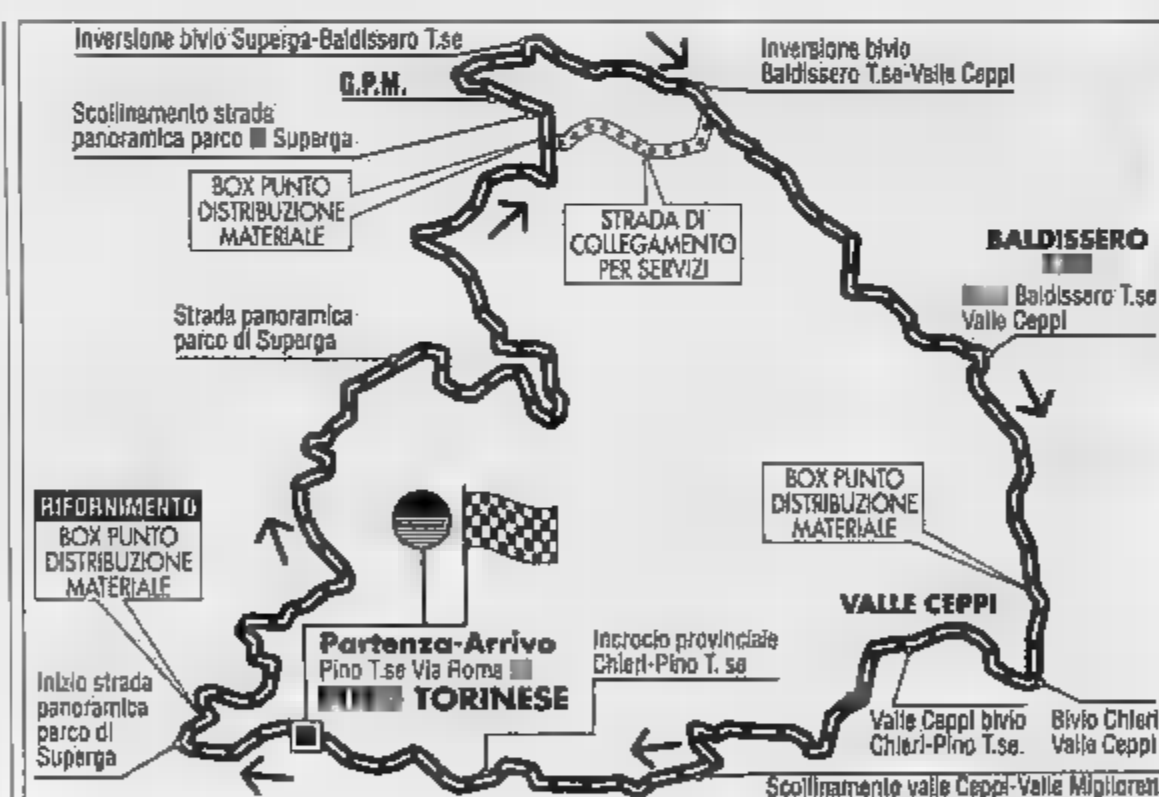 Inversione bivio Superga-Baldissero T.se
G.P.M.
Scollinamento strada
panoramica parco Superga
BOX PUNTO
DISTRIBUZIONE
MATERIALE
Inversione bivio
Baldissero T.se-Valle Ceppi
STRADA DI
COLLEGAMENTO
PER SERVIZI
BALDISSERO
Baldissero T.se
Valle Ceppi
Strada panoramica
parco di Superga
RIFORNIMENTO
BOX PUNTO
DISTRIBUZIONE
MATERIALE
BOX PUNTO
DISTRIBUZIONE
MATERIALE
VALLE CEPPI
Partenza-Arrivo
Pino T.se Via Roma
TORINESE
Incrocio provinciale
Chieri-Pino T. se
Inizio strada
panoramica
parco di
Superga
Valle Ceppi bivio
Chieri-Pino T.se.
Bivio Chieri
Valle Ceppi
Scollinamento valle Ceppi-Valle